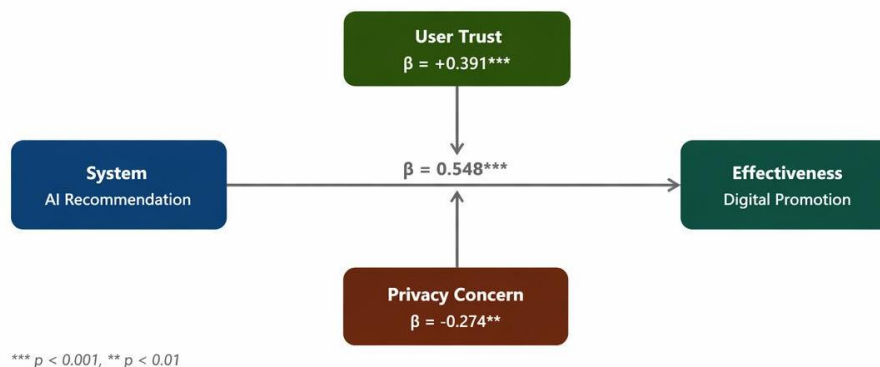 User Trust
β = +0.391***
β = 0.548***
System
AI Recommendation
Effectiveness
Digital Promotion
Privacy Concern
β = -0.274**
*** p < 0.001, ** p < 0.01